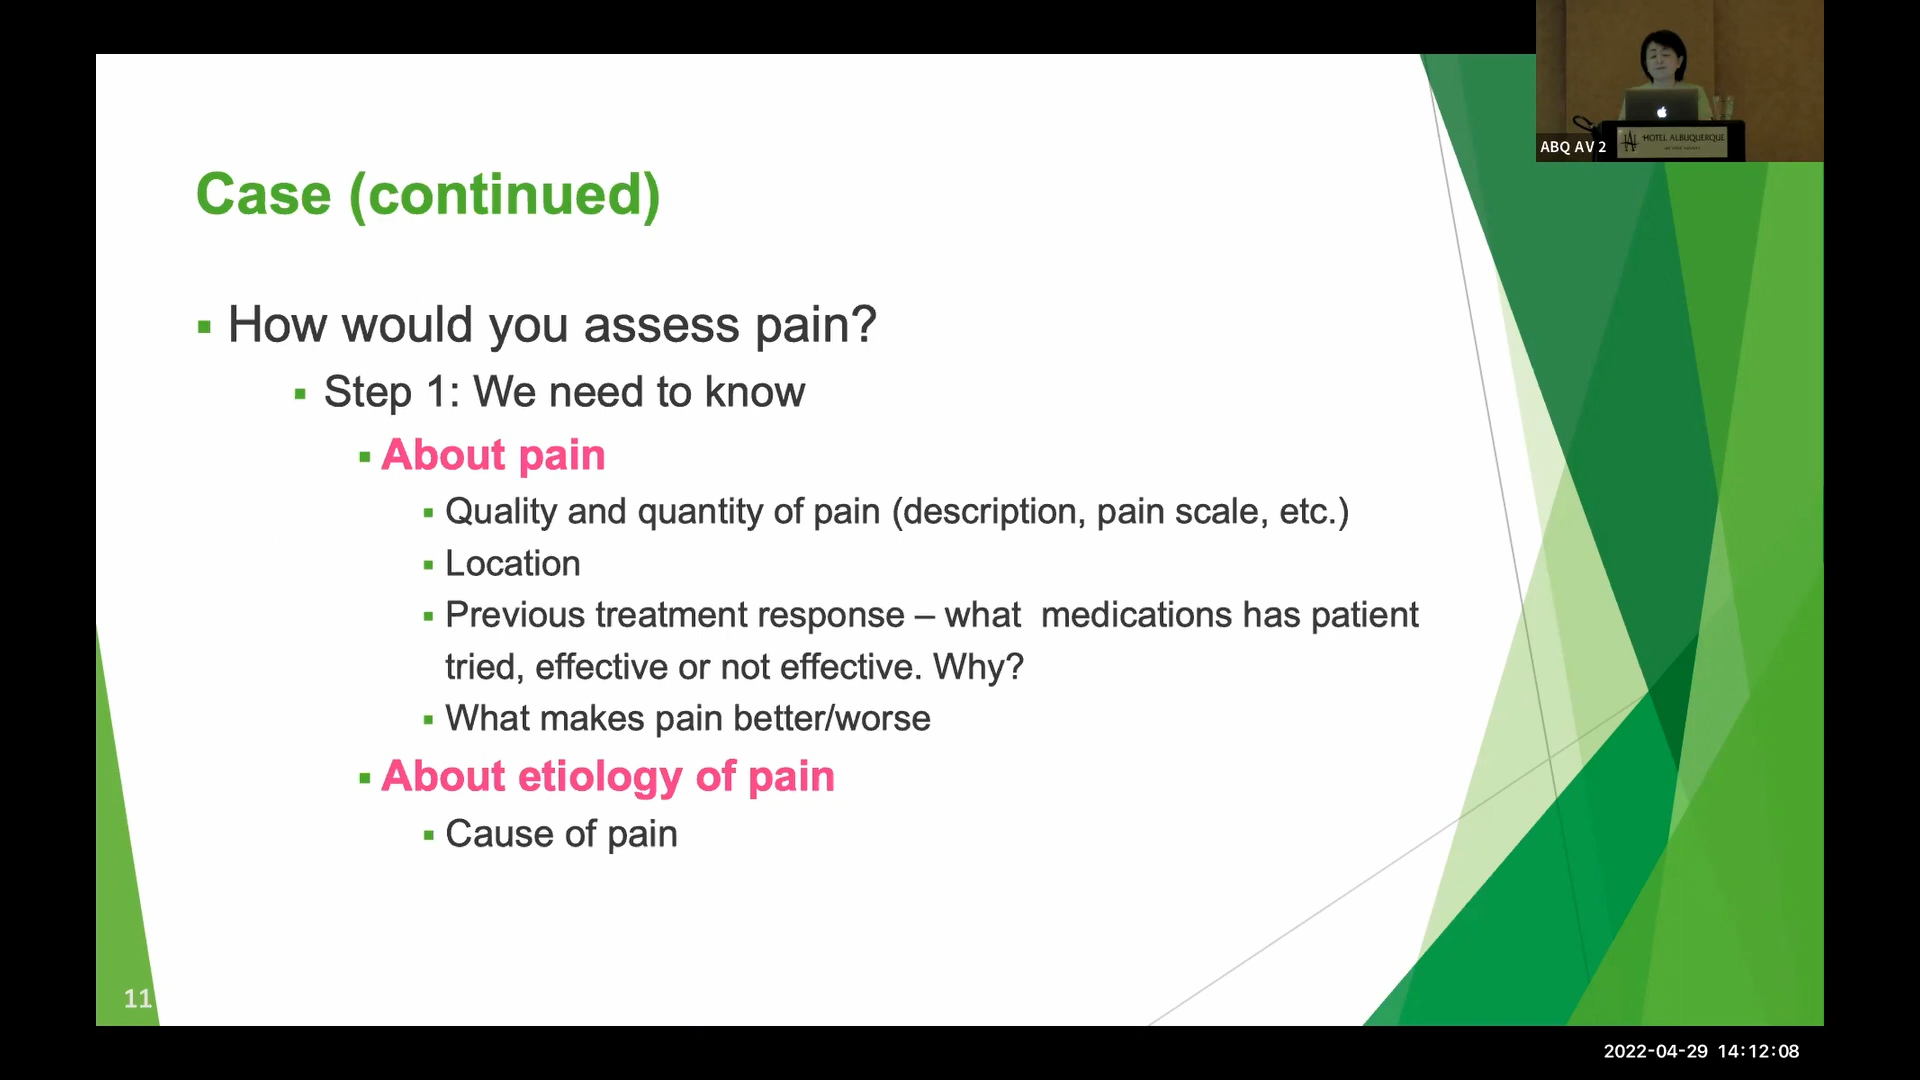 ABQ AV 2
HOTEL ALBUQUERQUE
Case (continued)
How would you assess pain?
Step 1: We need to know
About pain
Quality and quantity of pain (description, pain scale, etc.)
Location
Previous treatment response – what  medications has patient
tried, effective or not effective. Why?
What makes pain better/worse
About etiology of pain
Cause of pain
11
2022-04-29 14:12:08